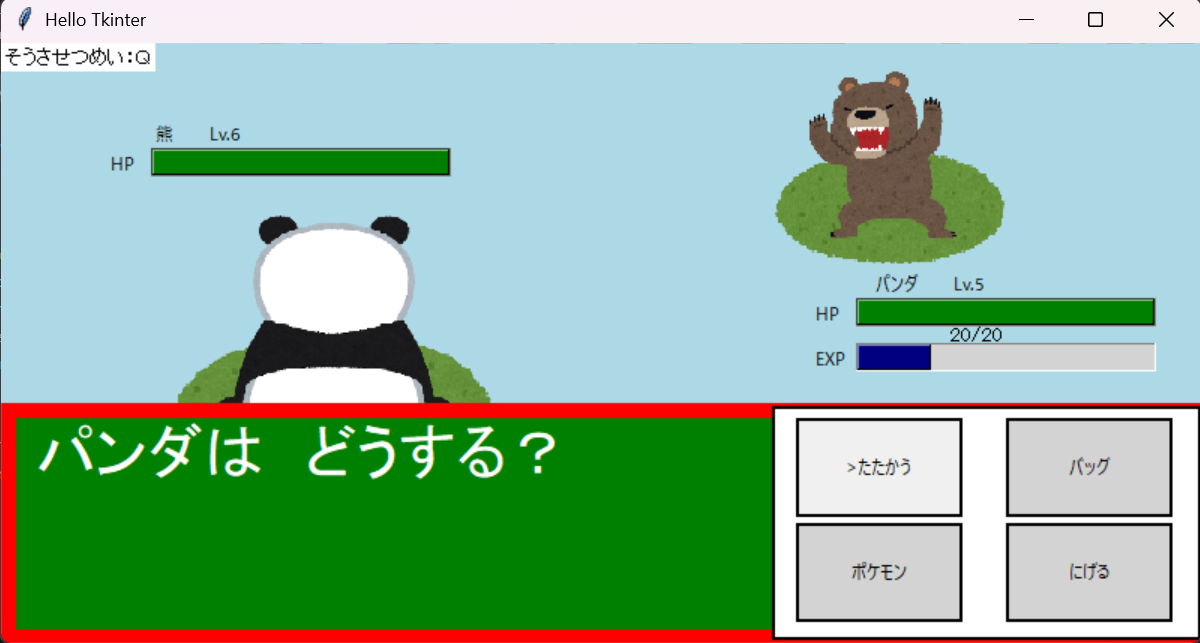 Hello Tkinter
そうさせつめい:Q
熊 Lv.6
HP
パンダ Lv.5
HP
20/20
EXP
パンダは どうする？
>たたかう
バッグ
ポケモン
にげる